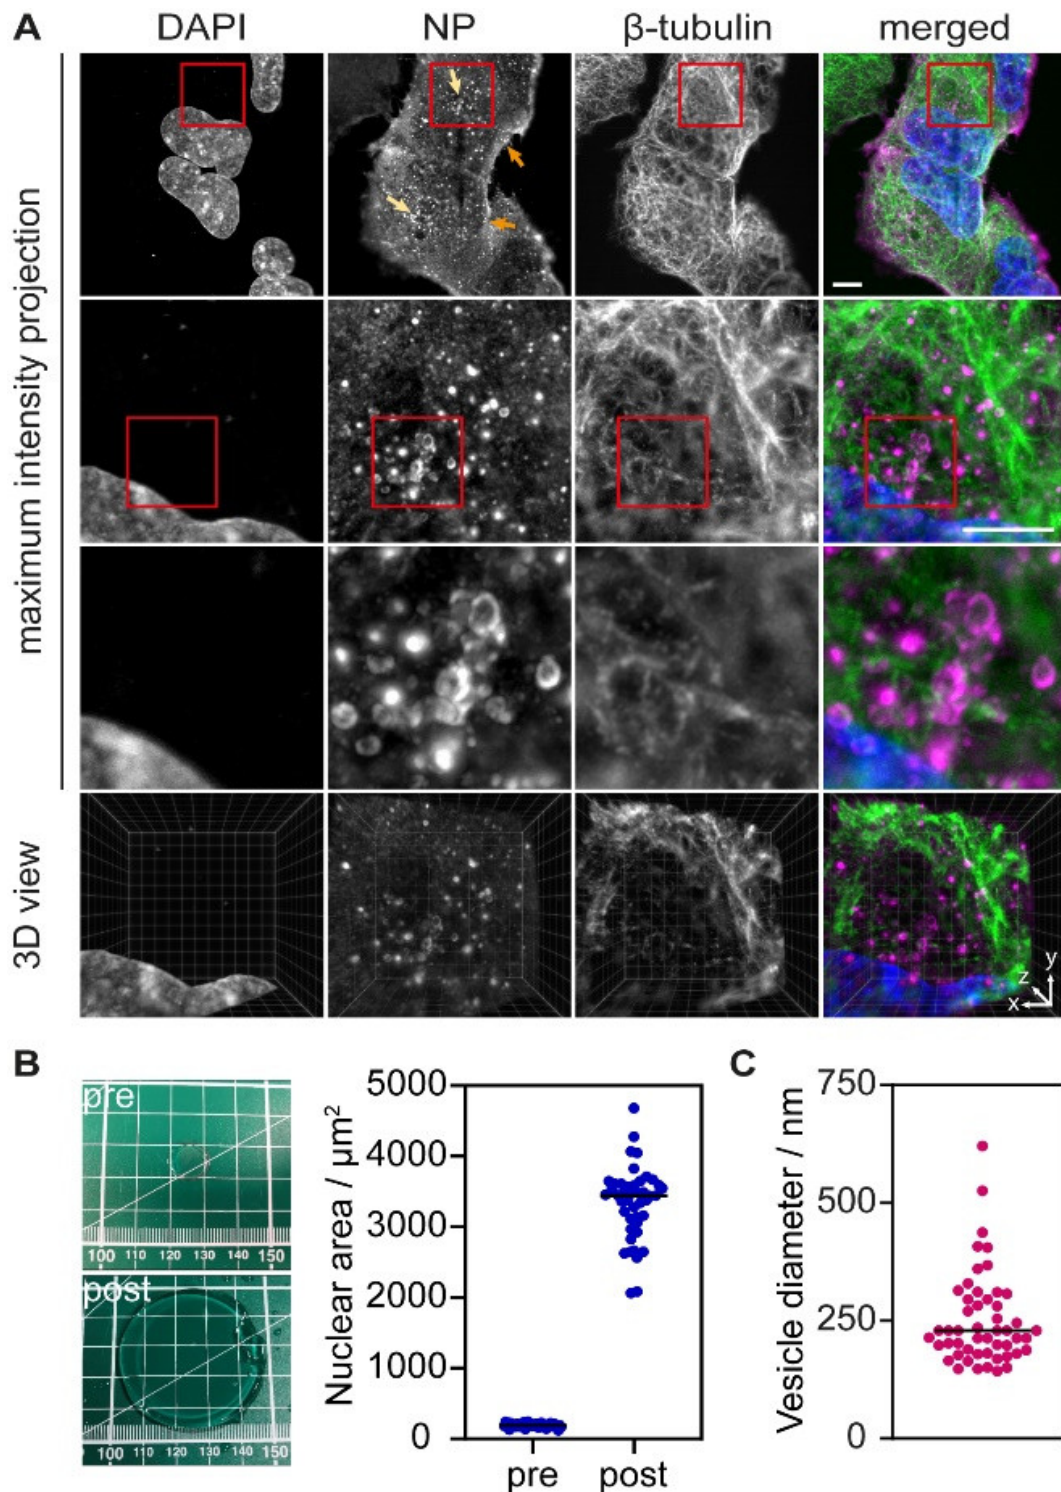 A
DAPI
NP
β-tubulin
merged
maximum intensity projection
3D view
y
z
x
B
pre
100 110 120 130 140 150
post
100 110 120 130 140 150
Nuclear area / µm²
5000
4000
3000
2000
1000
0
pre
post
C
Vesicle diameter / nm
750
500
250
0